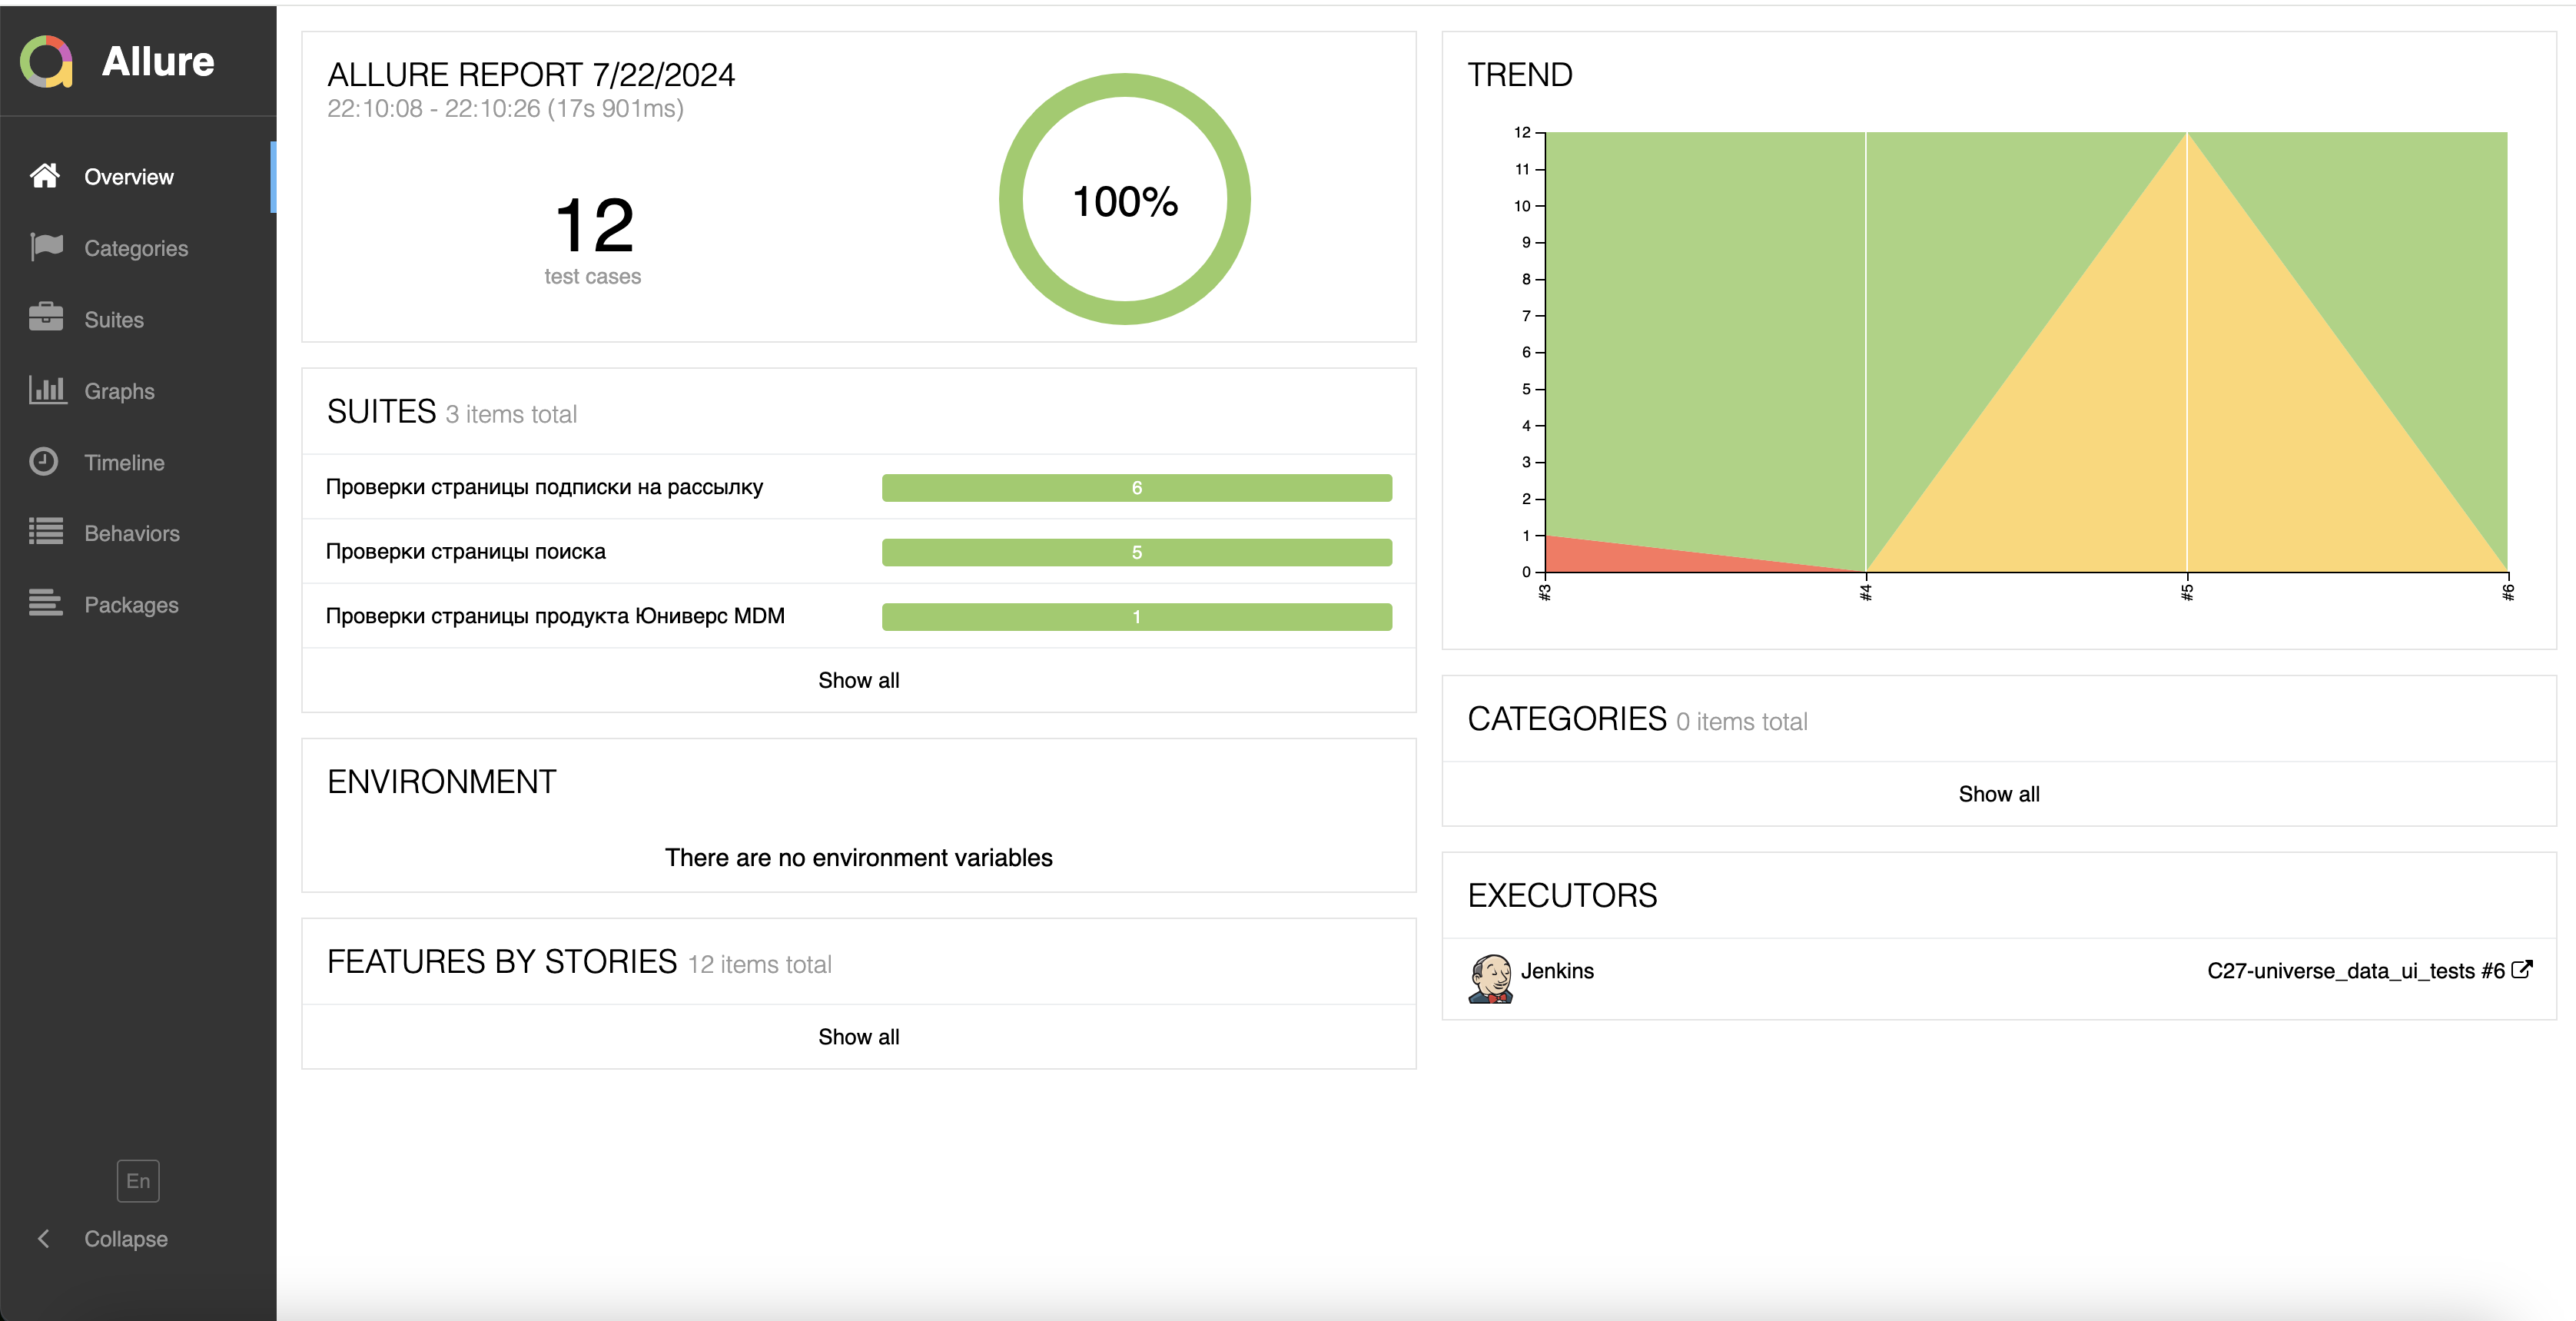 Allure
Overview
Categories
Suites
Graphs
Timeline
Behaviors
Packages
En
Collapse
ALLURE REPORT 7/22/2024
22:10:08 - 22:10:26 (17s 901ms)
12
test cases
100%
SUITES 3 items total
Проверки страницы подписки на рассылку 6
Проверки страницы поиска 5
Проверки страницы продукта Юниверс MDM 1
Show all
ENVIRONMENT
There are no environment variables
FEATURES BY STORIES 12 items total
Show all
TREND
12
11
10
9
8
7
6
5
4
3
2
1
0
#3 #4 #5 #6
CATEGORIES 0 items total
Show all
EXECUTORS
Jenkins C27-universe_data_ui_tests #6